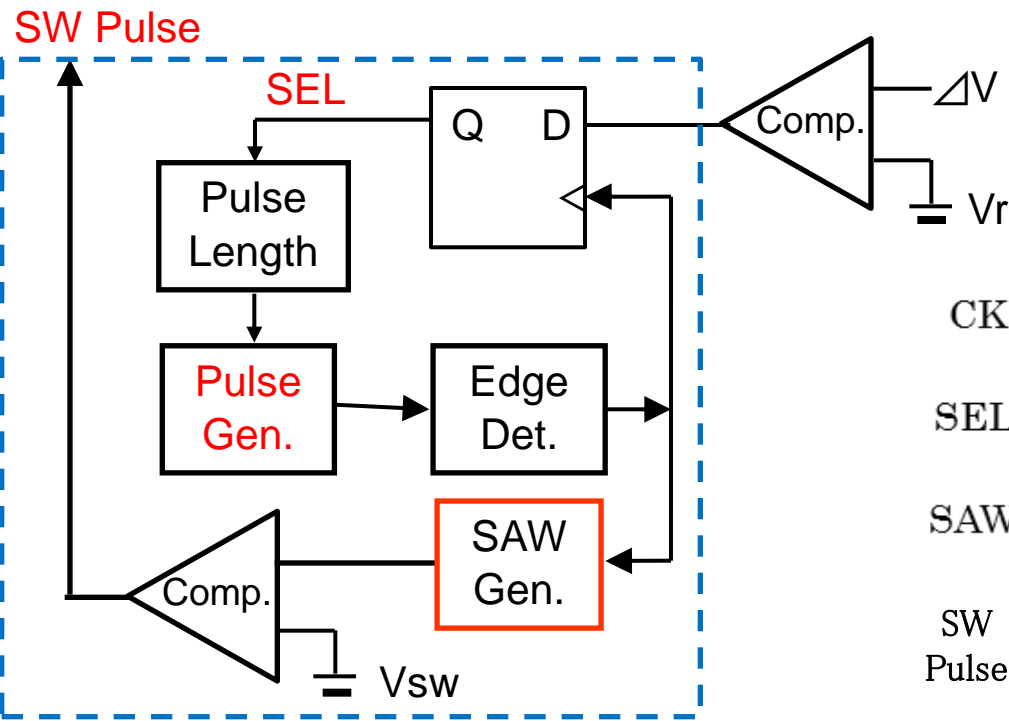 SW Pulse
SEL
Q D
Comp.
⊿V
Vr
Pulse
Length
CK
Pulse
Gen.
Edge
Det.
SEL
SAW
Gen.
SAW
Comp.
Vsw
SW
Pulse